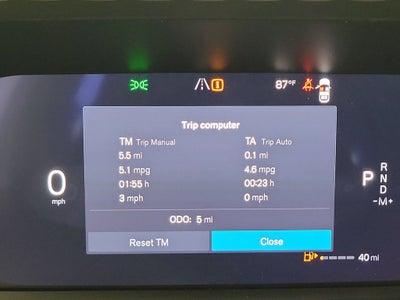 1 87°F
Trip computer
TM Trip Manual TA Trip Auto
5.5 mi 0.1 mi
5.1 mpg 4.6 mpg
01:55 h 00:23 h
3 mph 0 mph
ODO: 5 mi
Reset TM Close
0
mph
P R
N
D
-M+
40 mi